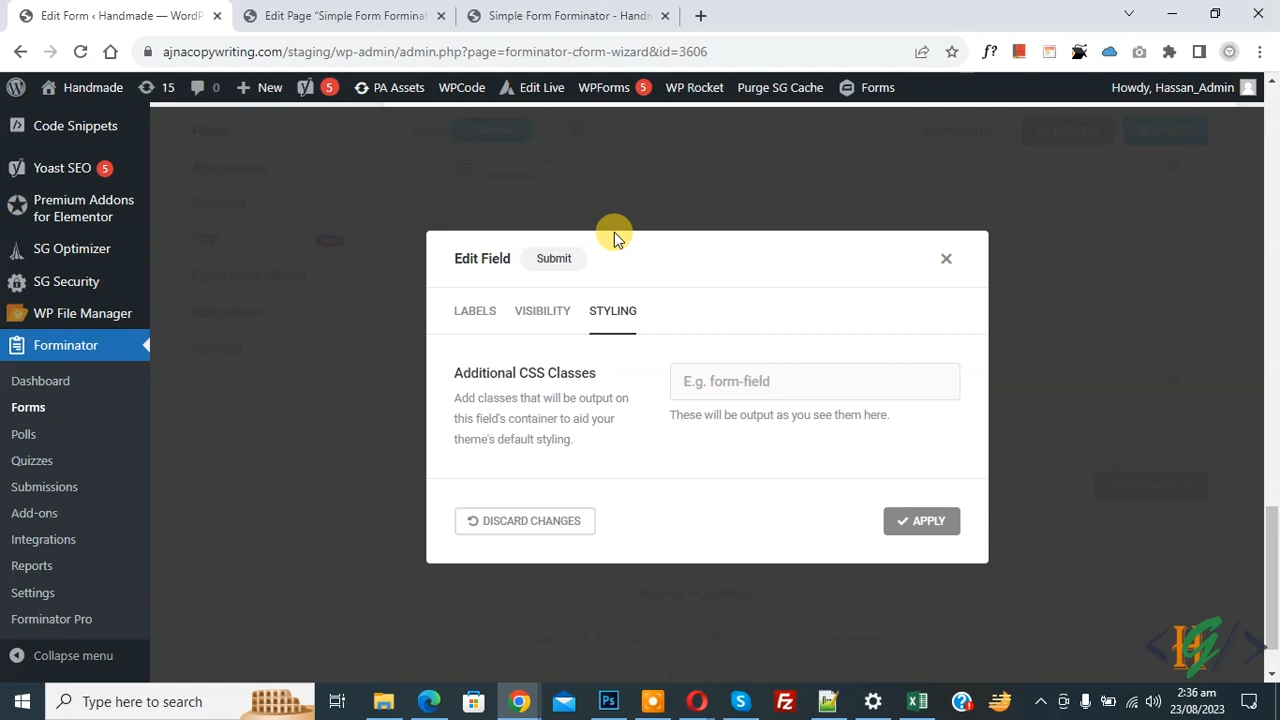 Edit Form ‹ Handmade — WordP
Edit Page "Simple Form Forminat
Simple Form Forminator - Handm
ajnacopywriting.com/staging/wp-admin/admin.php?page=forminator-cform-wizard&id=3606
f?
Handmade
15
0
New
5
PA Assets
WPCode
Edit Live
WPForms 5
WP Rocket
Purge SG Cache
Forms
Howdy, Hassan_Admin
Code Snippets
Yoast SEO 5
Premium Addons
for Elementor
SG Optimizer
SG Security
WP File Manager
Forminator
Dashboard
Forms
Polls
Quizzes
Submissions
Add-ons
Integrations
Reports
Settings
Forminator Pro
Collapse menu
Fields
Appearance
PDF
Email Notifications
Integrations
Settings
Edit Field
Submit
LABELS
VISIBILITY
STYLING
Additional CSS Classes
Add classes that will be output on
this field's container to aid your
theme's default styling.
E.g. form-field
These will be output as you see them here.
DISCARD CHANGES
APPLY
Type here to search
2:36 am
23/08/2023